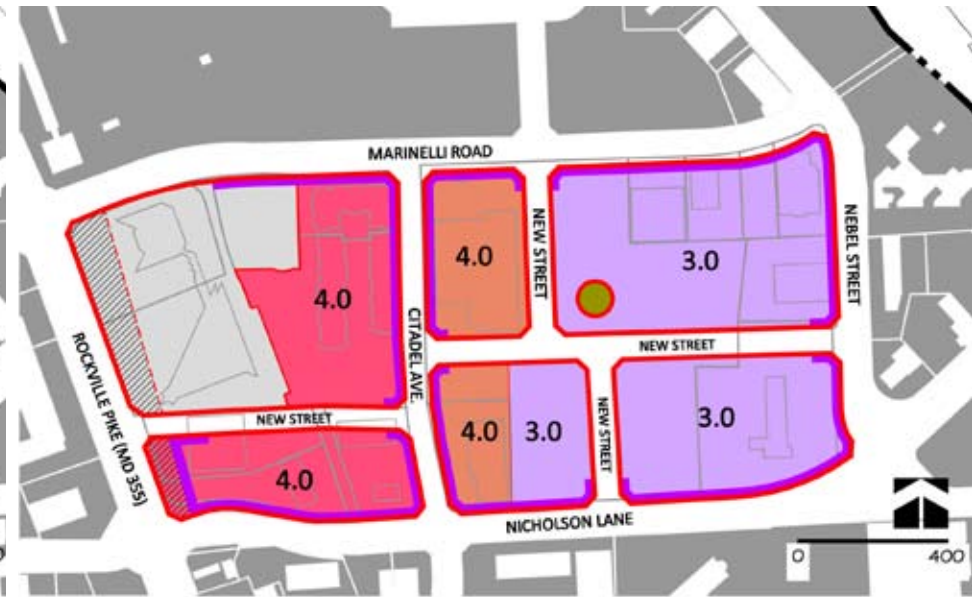 MARINELLI ROAD
NEW STREET
NEBEL STREET
4.0
3.0
4.0
CITADEL AVE.
ROCKVILLE PIKE (MD 355)
NEW STREET
NEW STREET
4.0
3.0
NEW STREET
3.0
4.0
NICHOLSON LANE
0
400